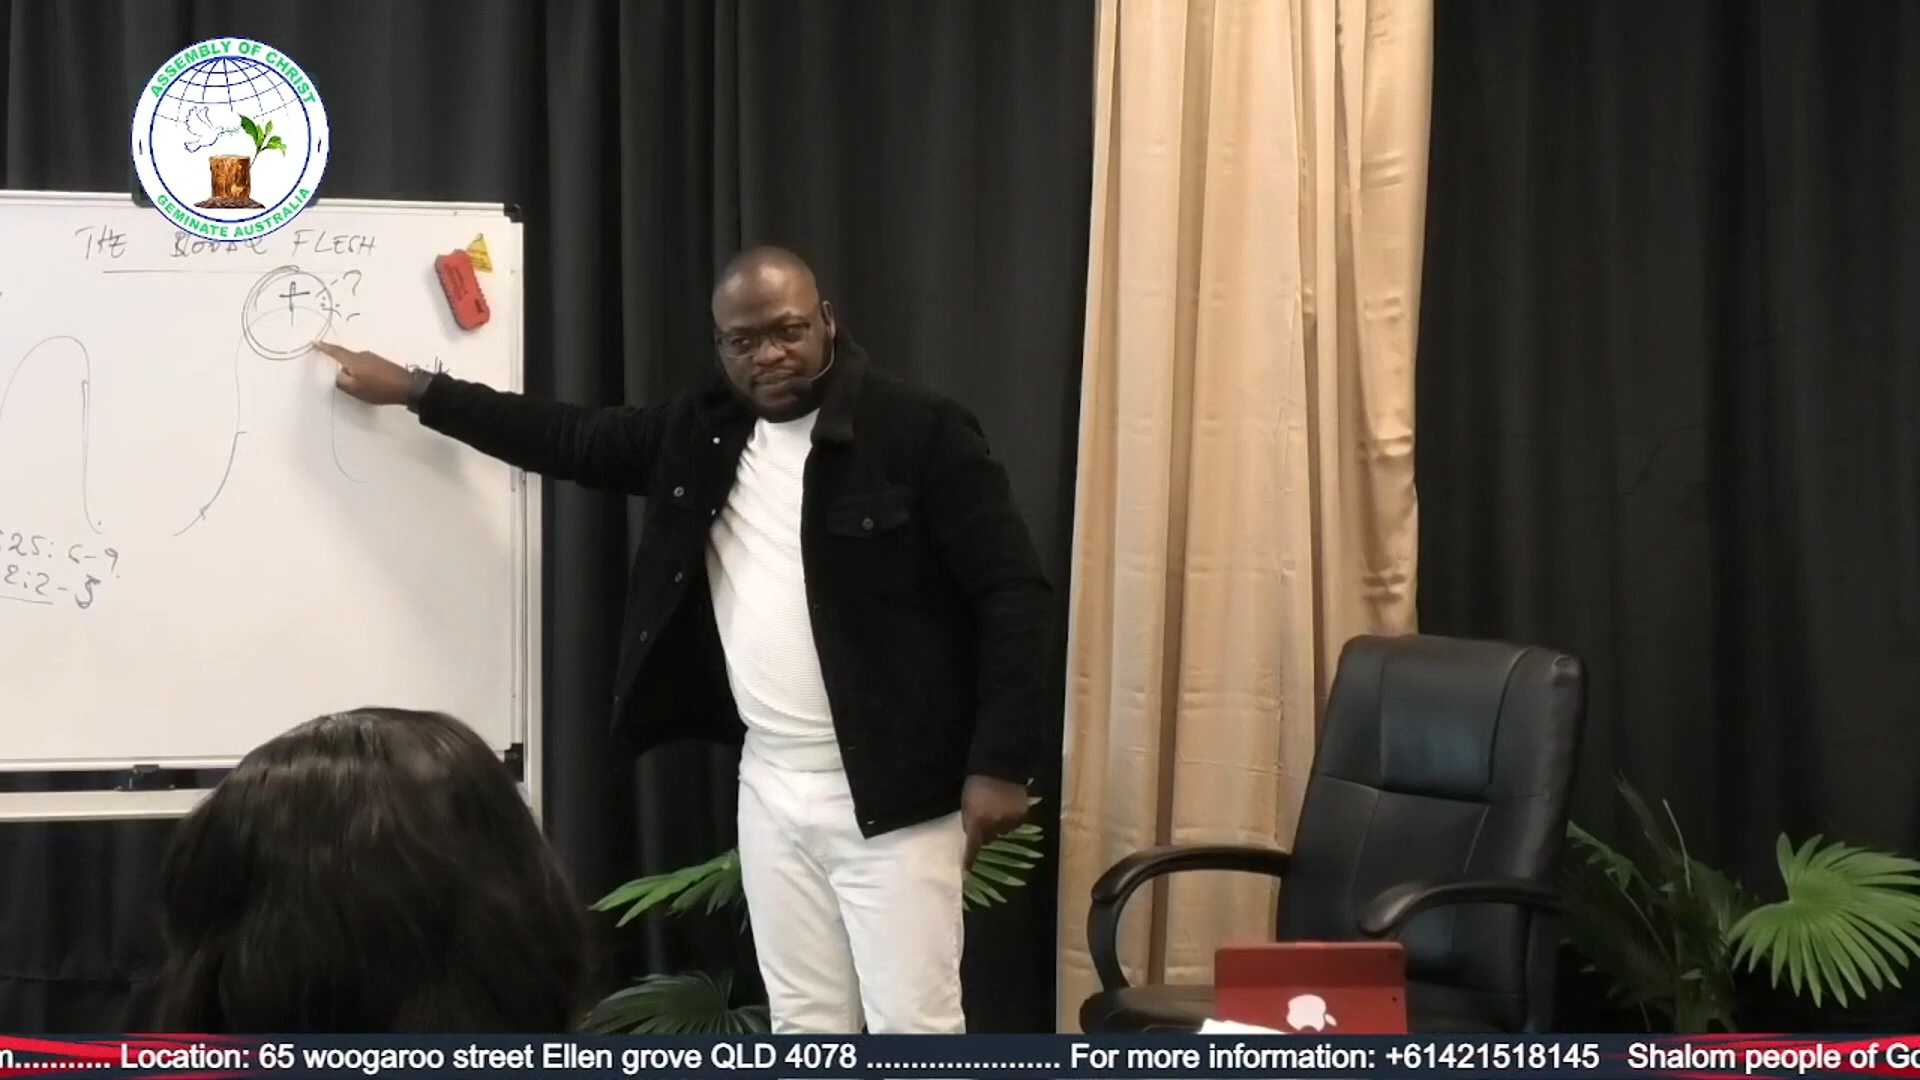 ASSEMBLY OF CHRIST
GEMINATE AUSTRALIA
THE BLOOD & FLESH
?
25: 6-9
2:2-5
m............ Location: 65 woogaroo street Ellen grove QLD 4078 ...................... For more information: +61421518145 Shalom people of Go